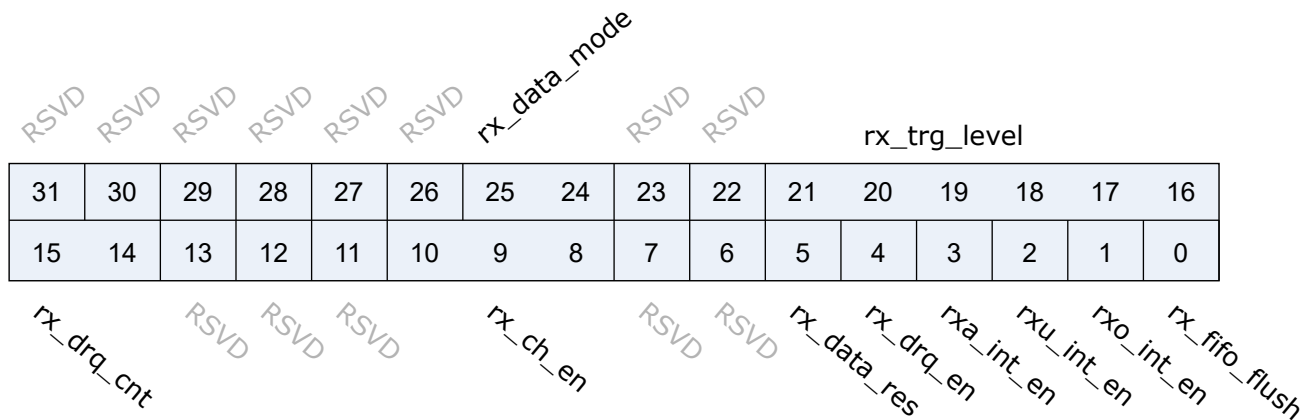 RSVD RSVD RSVD RSVD RSVD RSVD rx_data_mode RSVD RSVD rx_trg_level
31 30 29 28 27 26 25 24 23 22 21 20 19 18 17 16
15 14 13 12 11 10 9 8 7 6 5 4 3 2 1 0
rx_drq_cnt RSVD RSVD RSVD rx_ch_en RSVD RSVD rx_data_res rx_drq_en rxa_int_en rxu_int_en rxo_int_en rx_fifo_flush